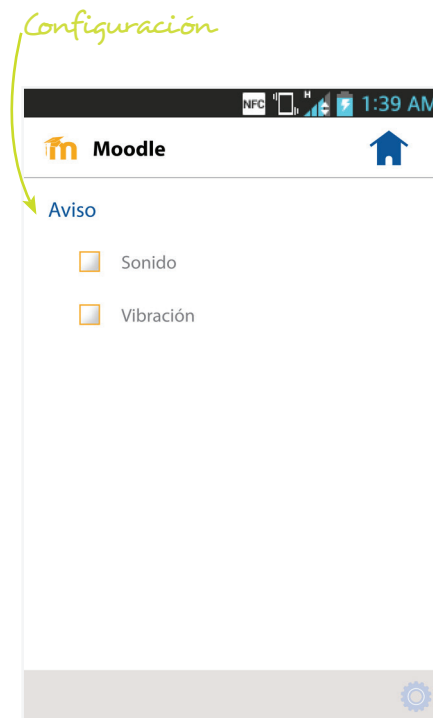 Configuración
NFC H 1:39 AM
m Moodle
Aviso
Sonido
Vibración